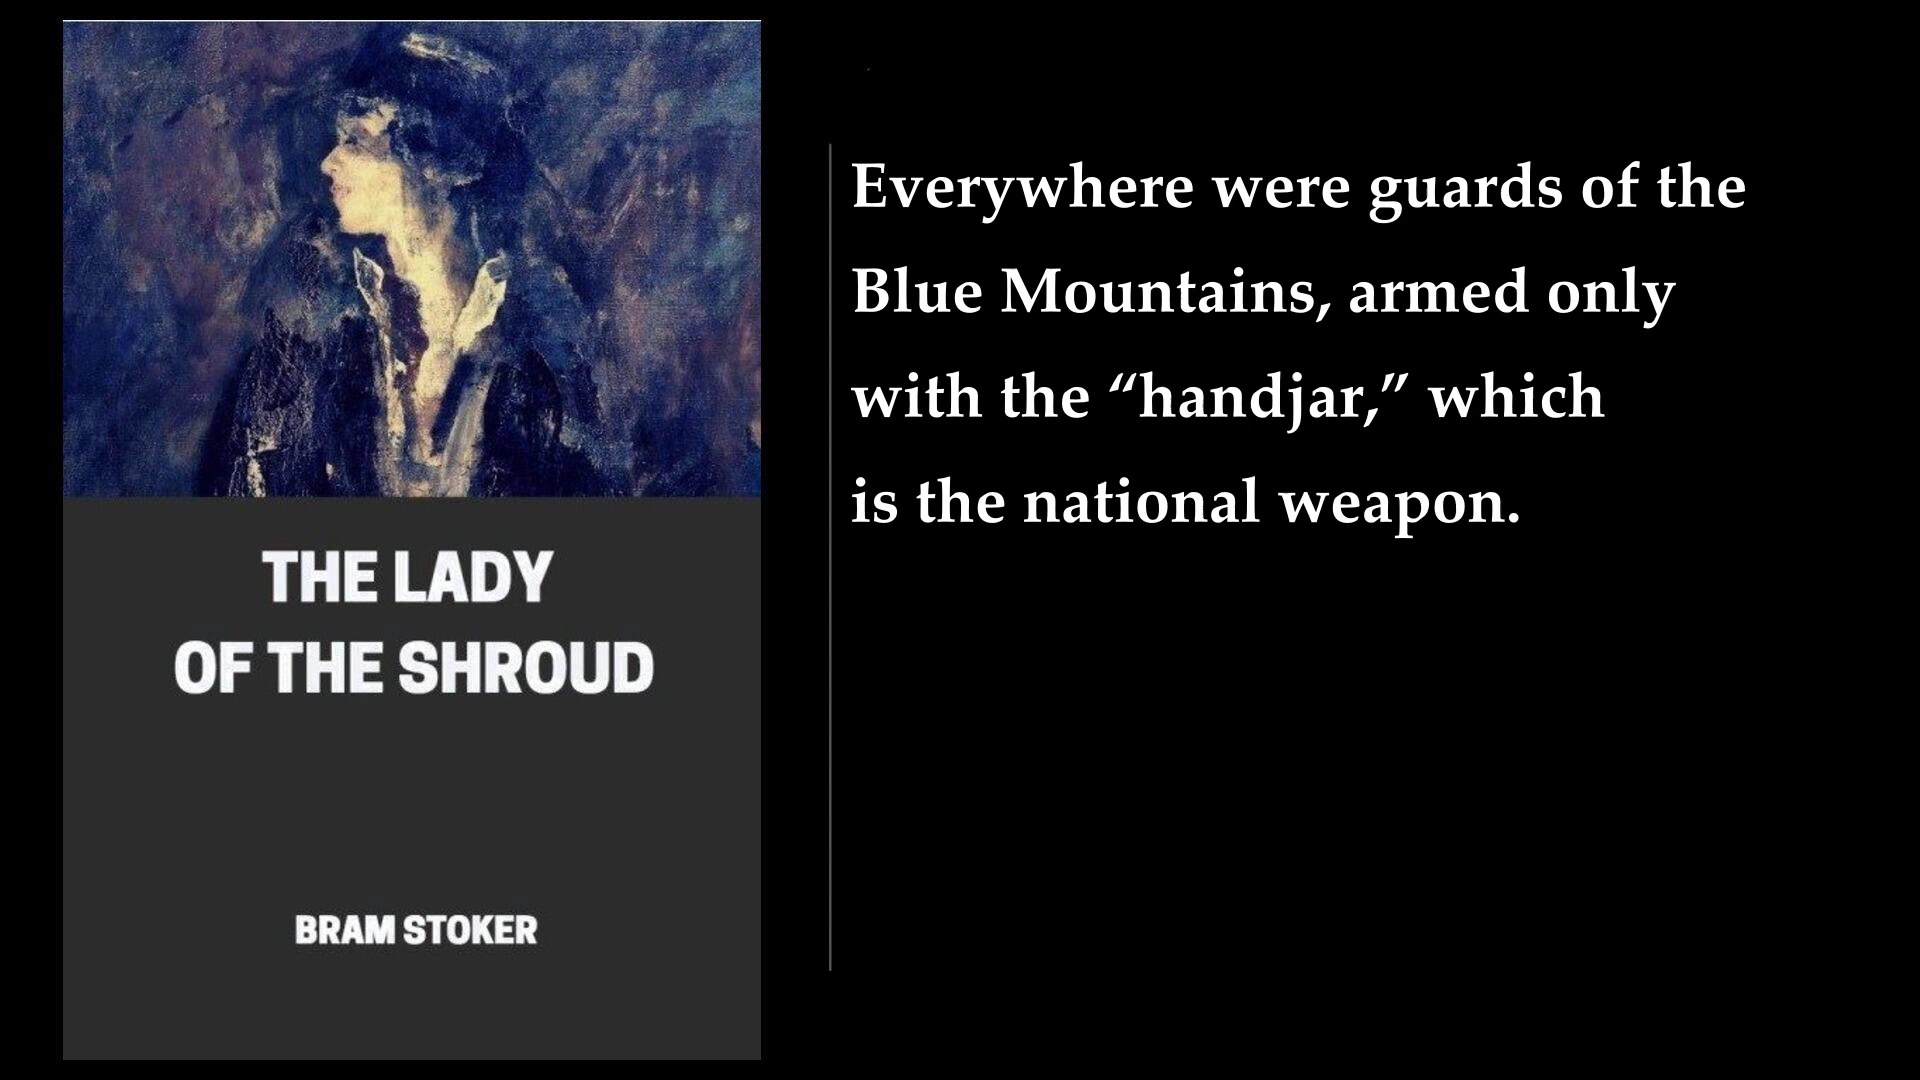 THE LADY
OF THE SHROUD
BRAM STOKER
Everywhere were guards of the
Blue Mountains, armed only
with the “handjar,” which
is the national weapon.